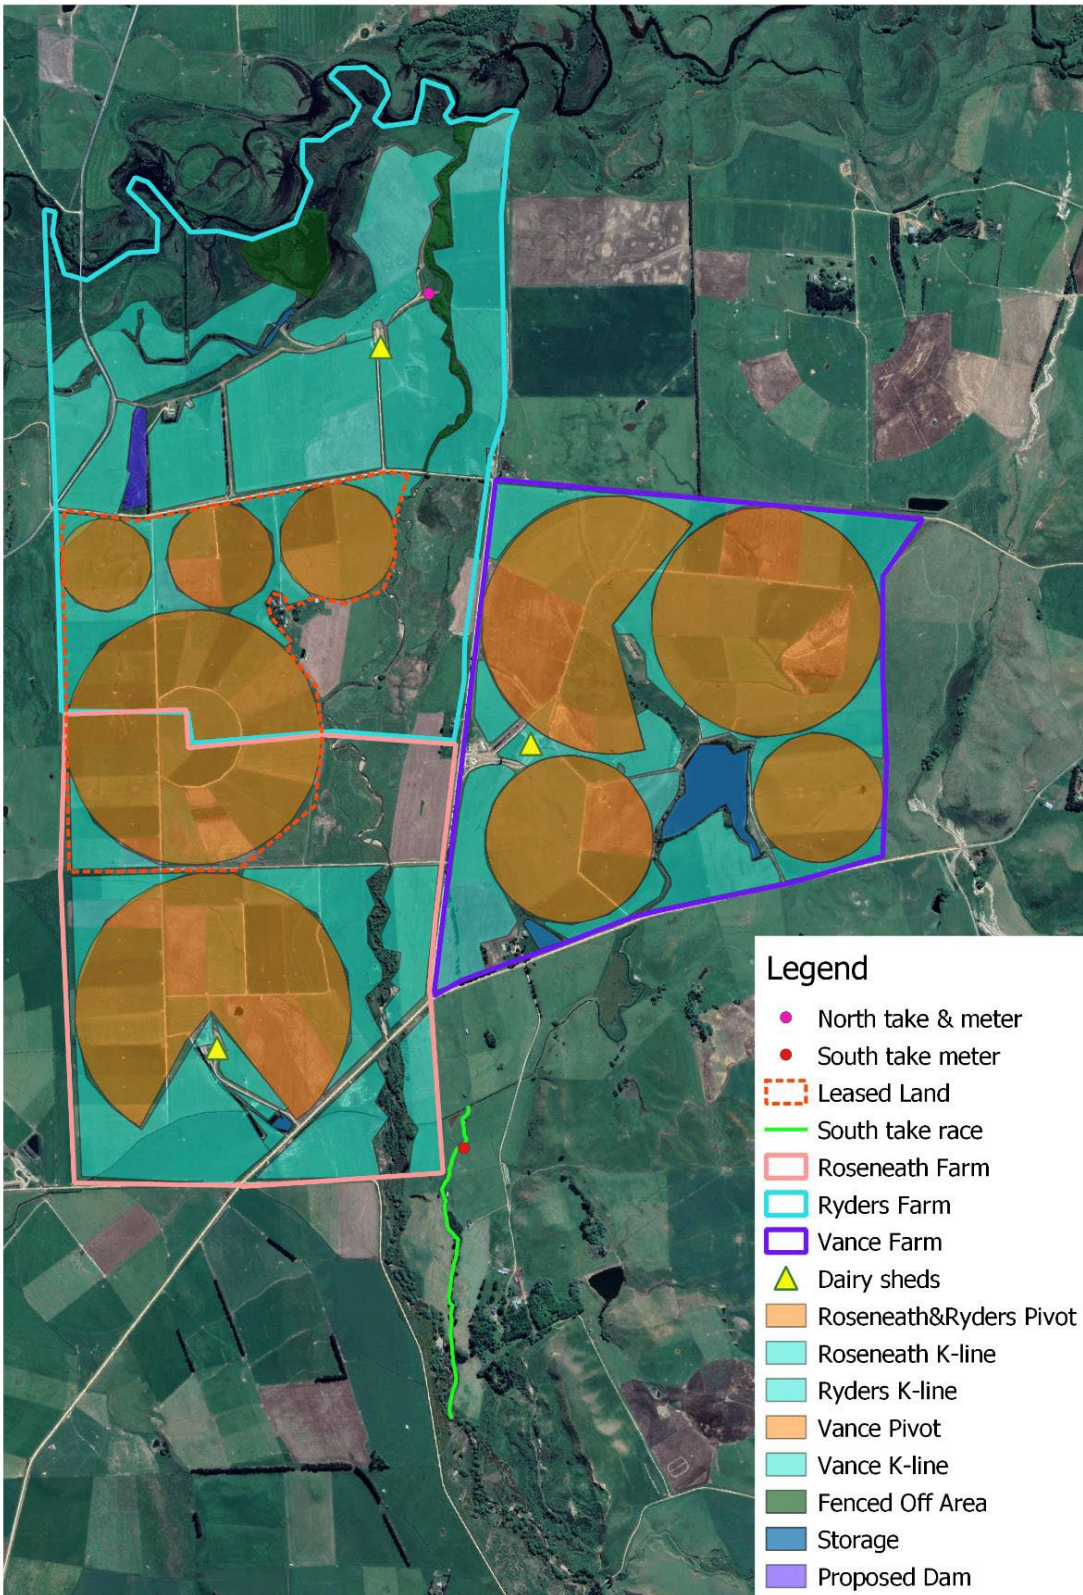 Legend
North take & meter
South take meter
Leased Land
South take race
Roseneath Farm
Ryders Farm
Vance Farm
Dairy sheds
Roseneath&Ryders Pivot
Roseneath K-line
Ryders K-line
Vance Pivot
Vance K-line
Fenced Off Area
Storage
Proposed Dam